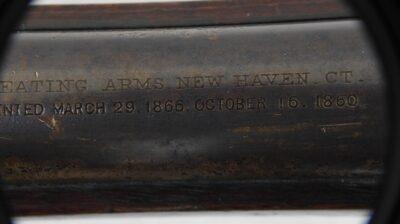 EATING ARMS NEW HAVEN. CT.
NTED MARCH 29. 1866. OCTOBER 16. 1860.